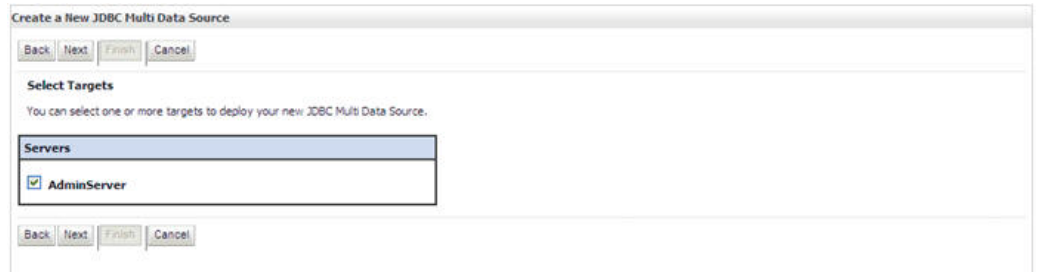 Create a New JDBC Multi Data Source
Back Next Finish Cancel
Select Targets
You can select one or more targets to deploy your new JDBC Multi Data Source.
Servers
AdminServer
Back Next Finish Cancel